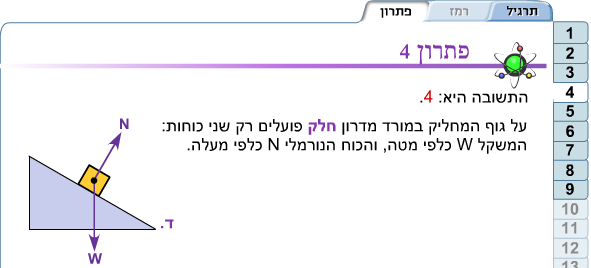 תרגיל
רמז
פתרון
פתרון 4
התשובה היא: 4.
על גוף המחליק במורד מדרון חלק פועלים רק שני כוחות:
המשקל W כלפי מטה, והכוח הנורמלי N כלפי מעלה.
N
W
ד.
1
2
3
4
5
6
7
8
9
10
11
12
13